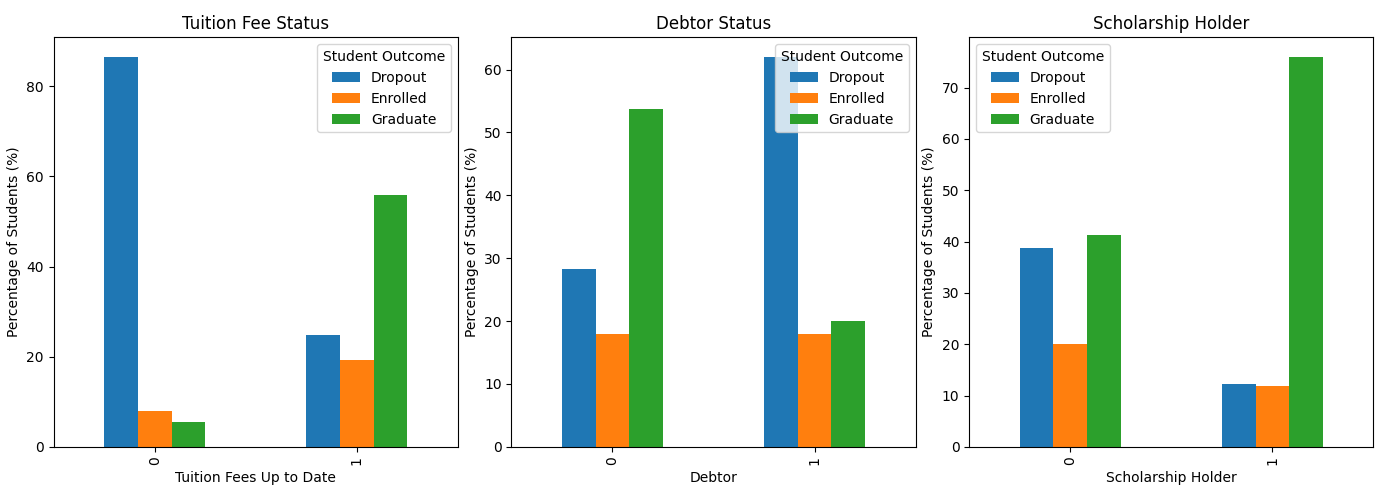 Tuition Fee Status
Percentage of Students (%)
80
60
40
20
0
Student Outcome
Dropout
Enrolled
Graduate
0
1
Tuition Fees Up to Date
Debtor Status
Percentage of Students (%)
60
50
40
30
20
10
0
Student Outcome
Dropout
Enrolled
Graduate
0
1
Debtor
Scholarship Holder
Percentage of Students (%)
70
60
50
40
30
20
10
0
Student Outcome
Dropout
Enrolled
Graduate
0
1
Scholarship Holder